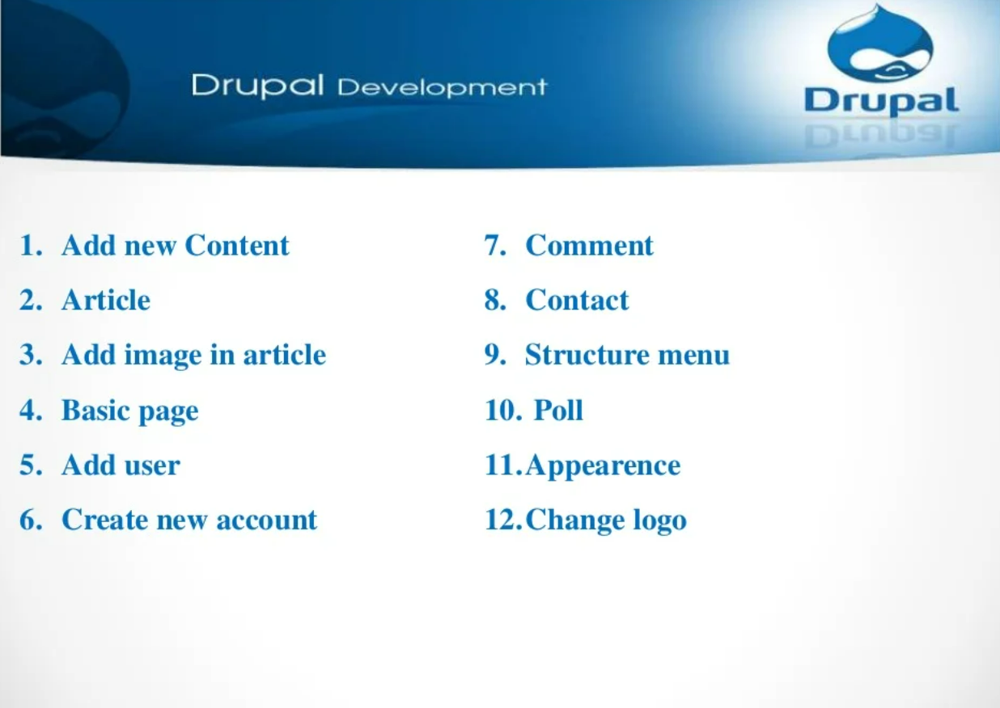 Drupal Development
Drupal
1. Add new Content
2. Article
3. Add image in article
4. Basic page
5. Add user
6. Create new account
7. Comment
8. Contact
9. Structure menu
10. Poll
11.Appearence
12.Change logo